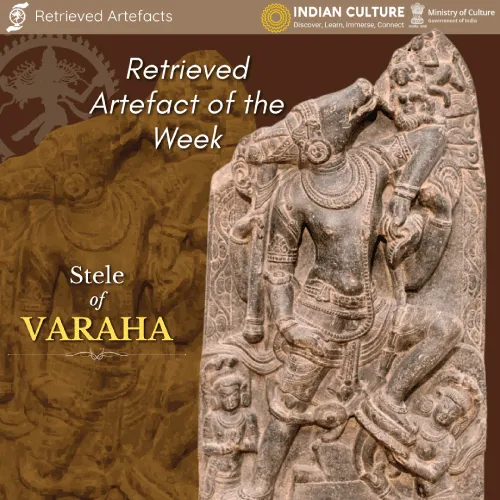 Retrieved Artefacts
INDIAN CULTURE
Discover, Learn, Immerse, Connect
Ministry of Culture
Government of India
Retrieved
Artefact of the
Week
Stele
of
VARAHA